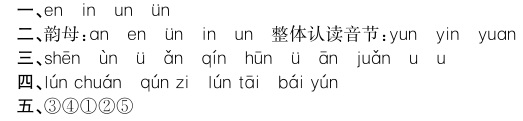 一、en in un ün
二、韵母:an en ün in un 整体认读音节:yun yin yuan
三、shēn ùn ü ǎn qín hūn ü ān juǎn u u
四、lún chuán qún zi lún tāi bái yún
五、③④①②⑤